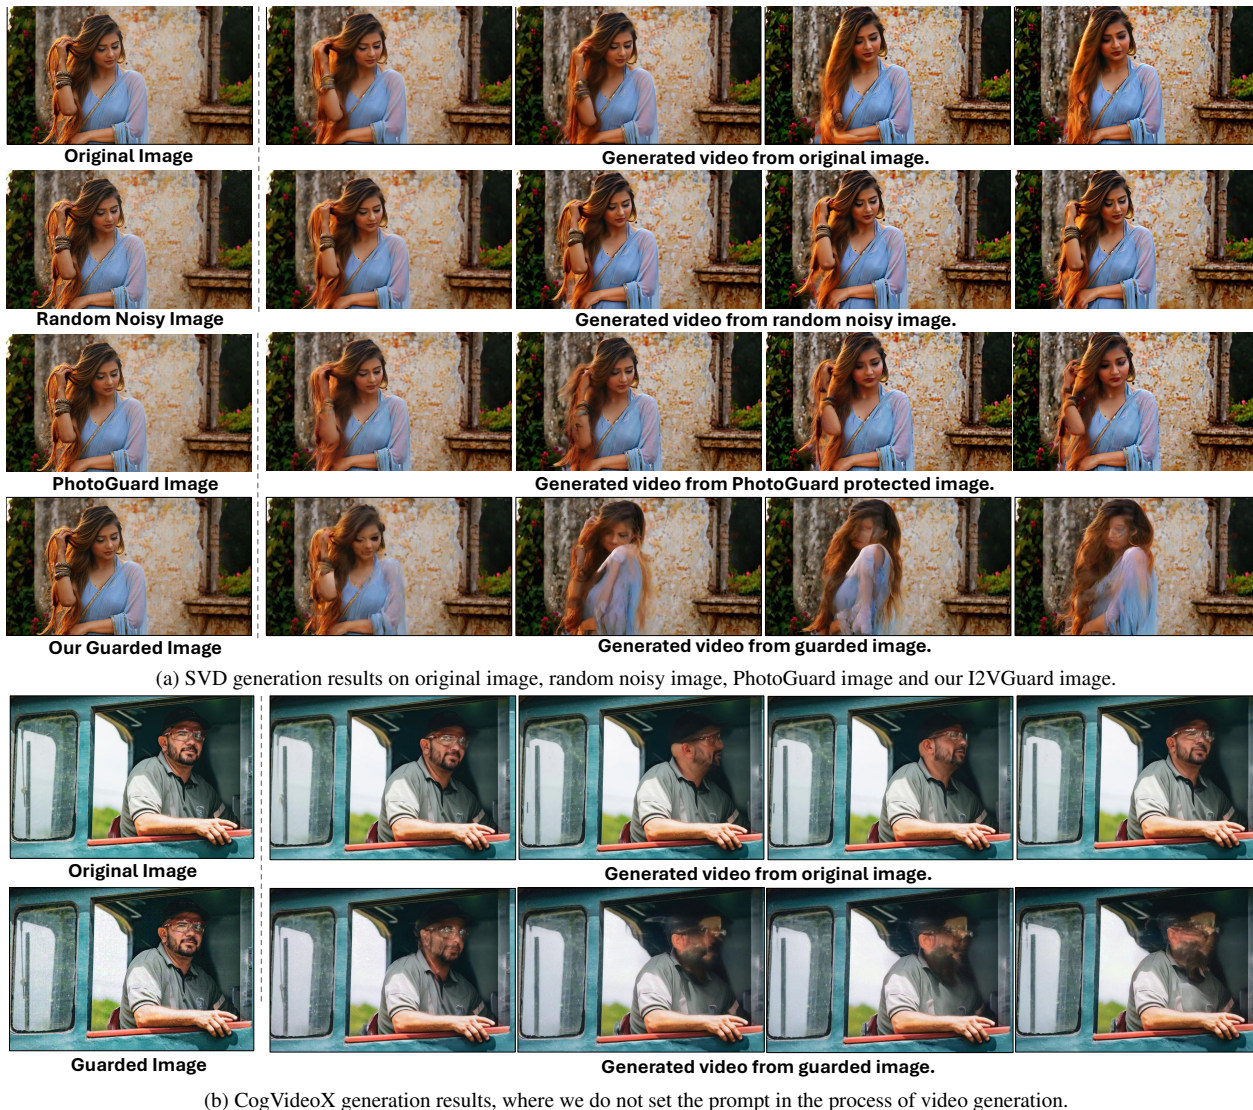 Original Image
Generated video from original image.
Random Noisy Image
Generated video from random noisy image.
PhotoGuard Image
Generated video from PhotoGuard protected image.
Our Guarded Image
Generated video from guarded image.
(a) SVD generation results on original image, random noisy image, PhotoGuard image and our I2VGuard image.
Original Image
Generated video from original image.
Guarded Image
Generated video from guarded image.
(b) CogVideoX generation results, where we do not set the prompt in the process of video generation.